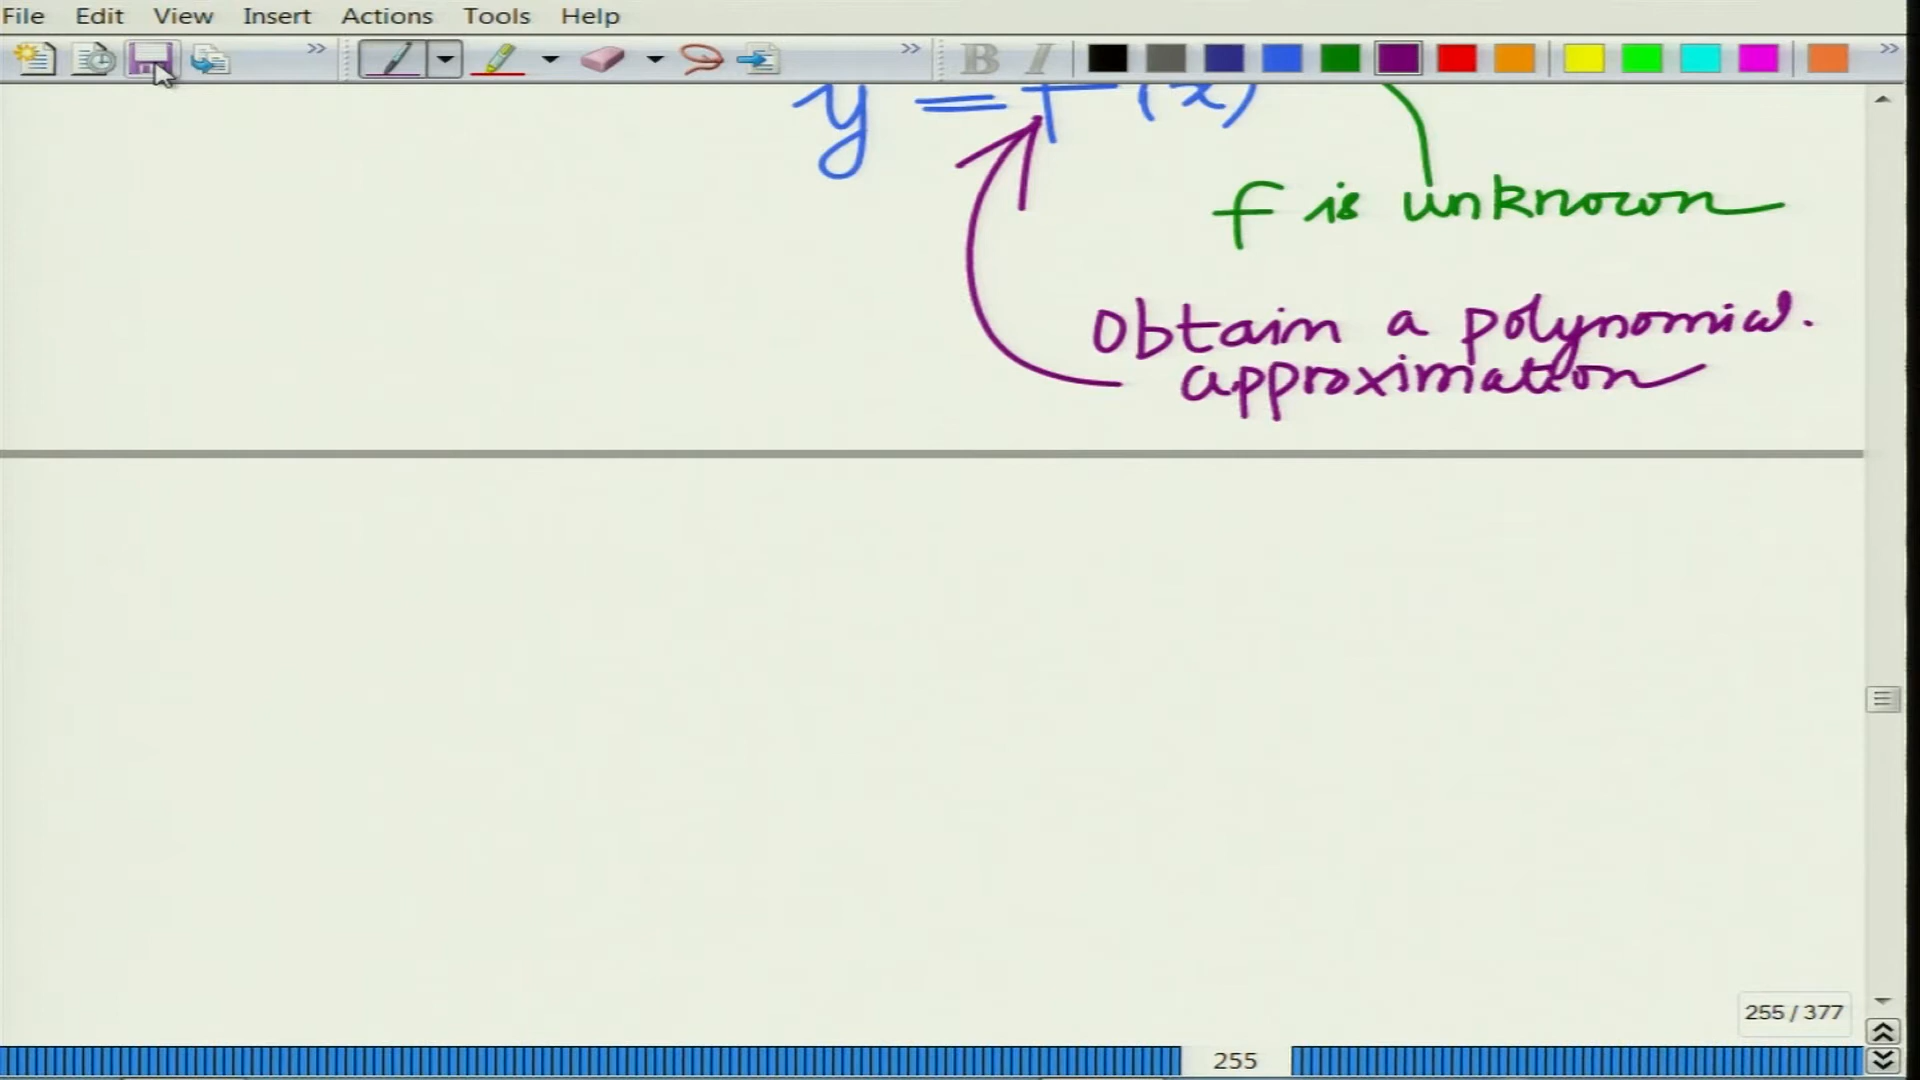 File Edit View Insert Actions Tools Help
B I
y = f(x)
f is unknown
Obtain a polynomial.
approximation
255 / 377
255